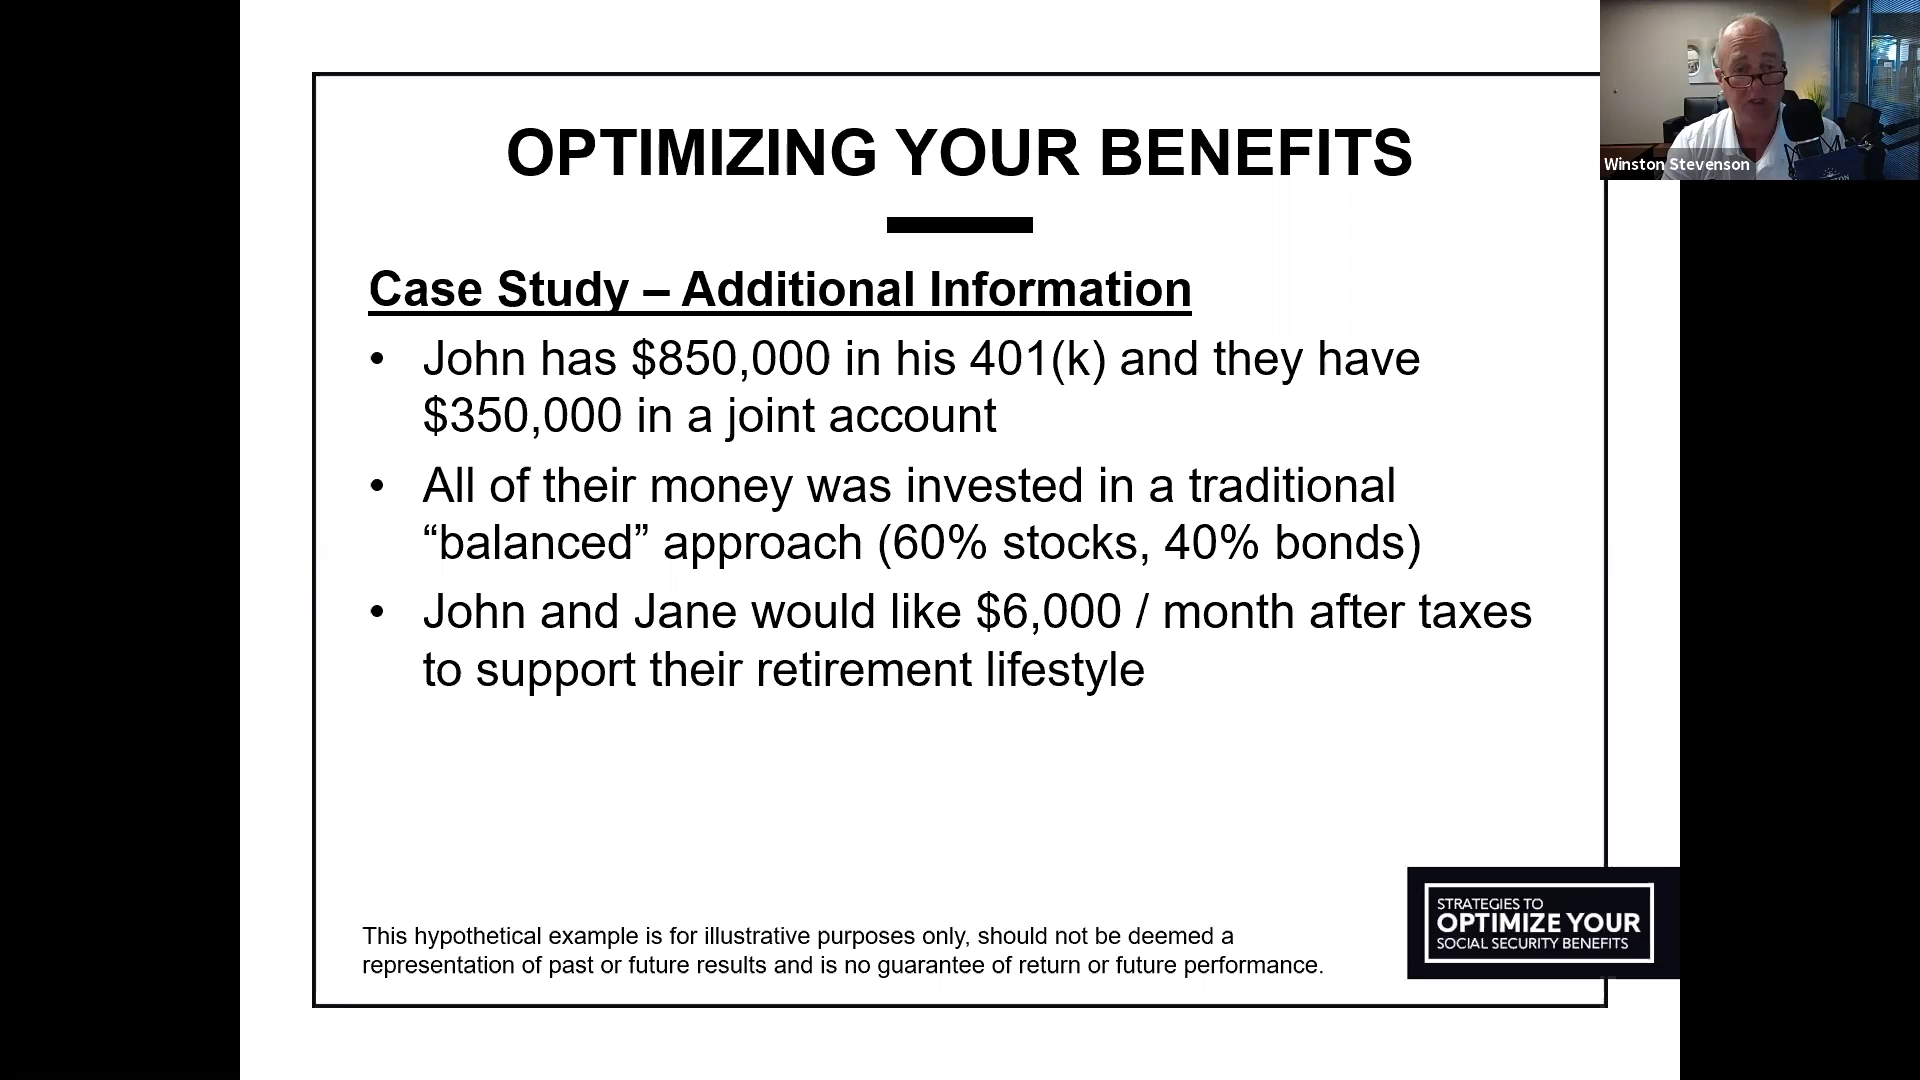 OPTIMIZING YOUR BENEFITS
Winston Stevenson
Case Study – Additional Information
• John has $850,000 in his 401(k) and they have
$350,000 in a joint account
• All of their money was invested in a traditional
“balanced” approach (60% stocks, 40% bonds)
• John and Jane would like $6,000 / month after taxes
to support their retirement lifestyle
This hypothetical example is for illustrative purposes only, should not be deemed a
representation of past or future results and is no guarantee of return or future performance.
STRATEGIES TO
OPTIMIZE YOUR
SOCIAL SECURITY BENEFITS